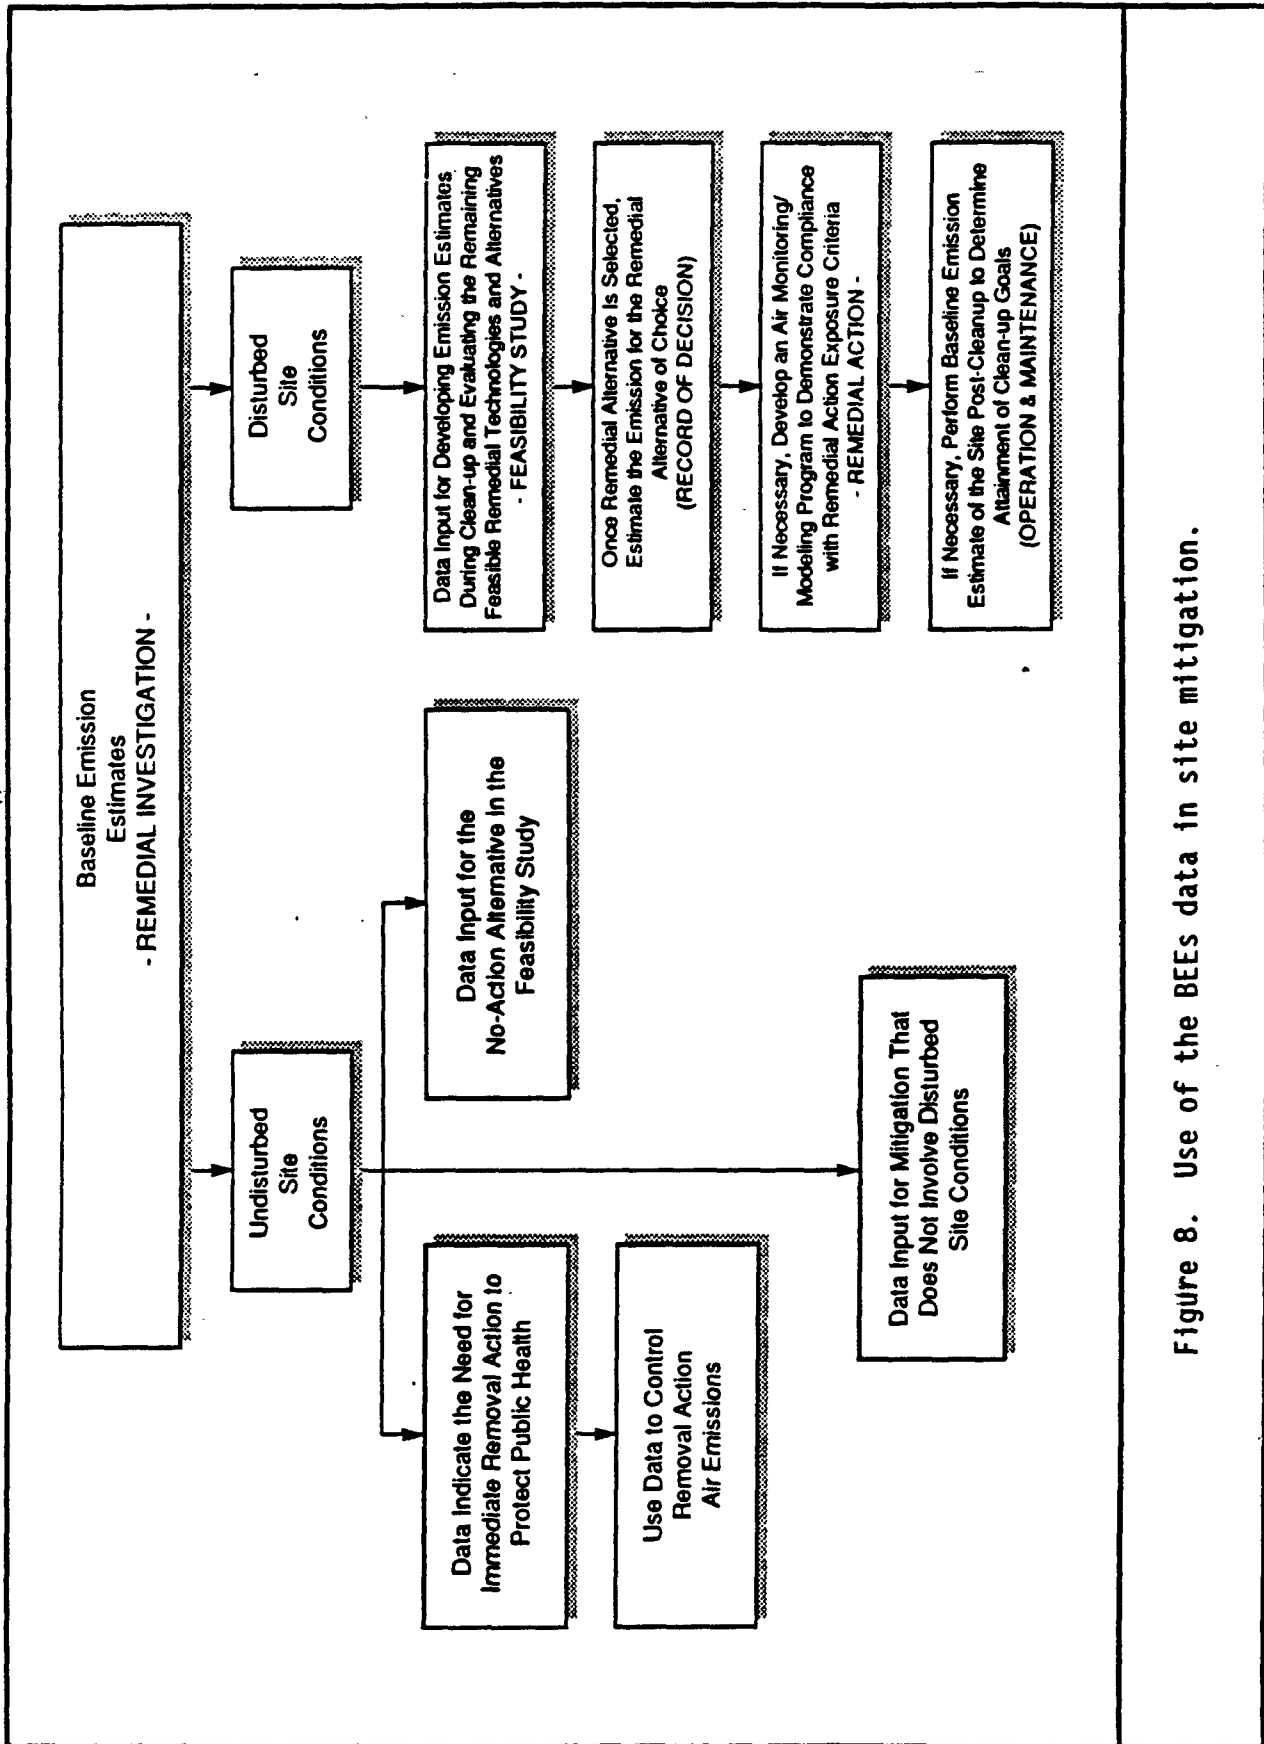 Baseline Emission
Estimates
- REMEDIAL INVESTIGATION -
Undisturbed
Site
Conditions
Disturbed
Site
Conditions
Data Indicate the Need for
Immediate Removal Action to
Protect Public Health
Use Data to Control
Removal Action
Air Emissions
Data Input for the
No-Action Alternative in the
Feasibility Study
Data Input for Mitigation That
Does Not Involve Disturbed
Site Conditions
Data Input for Developing Emission Estimates
During Clean-up and Evaluating the Remaining
Feasible Remedial Technologies and Alternatives
- FEASIBILITY STUDY -
Once Remedial Alternative Is Selected,
Estimate the Emission for the Remedial
Alternative of Choice
(RECORD OF DECISION)
If Necessary, Develop an Air Monitoring/
Modeling Program to Demonstrate Compliance
with Remedial Action Exposure Criteria
- REMEDIAL ACTION -
If Necessary, Perform Baseline Emission
Estimate of the Site Post-Cleanup to Determine
Attainment of Clean-up Goals
(OPERATION & MAINTENANCE)
Figure 8. Use of the BEEs data in site mitigation.